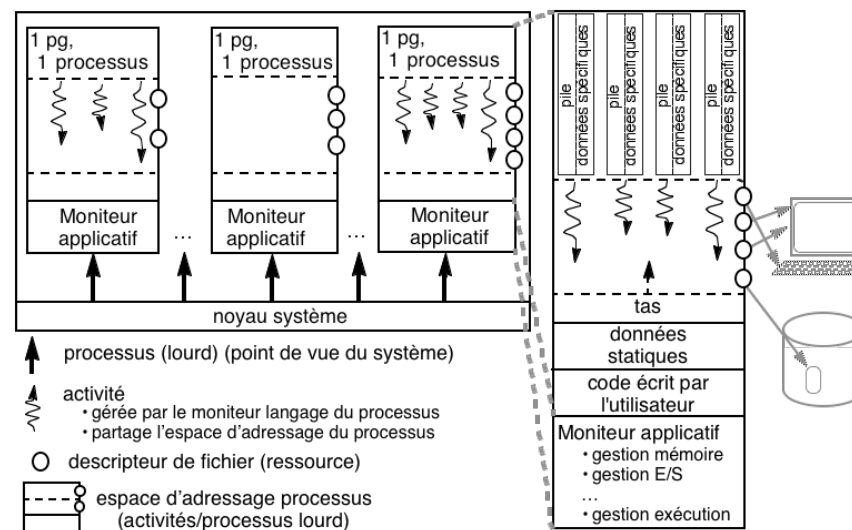 1 pg,
1 processus
1 pg,
1 processus
1 pg,
1 processus
Moniteur
applicatif
...
Moniteur
applicatif
...
Moniteur
applicatif
noyau système
processus (lourd) (point de vue du système)
activité
• gérée par le moniteur langage du processus
• partage l'espace d'adressage du processus
descripteur de fichier (ressource)
espace d'adressage processus
(activités/processus lourd)
pile
données spécifiques
pile
données spécifiques
pile
données spécifiques
pile
données spécifiques
tas
données
statiques
code écrit par
l'utilisateur
Moniteur applicatif
• gestion mémoire
• gestion E/S
...
• gestion exécution